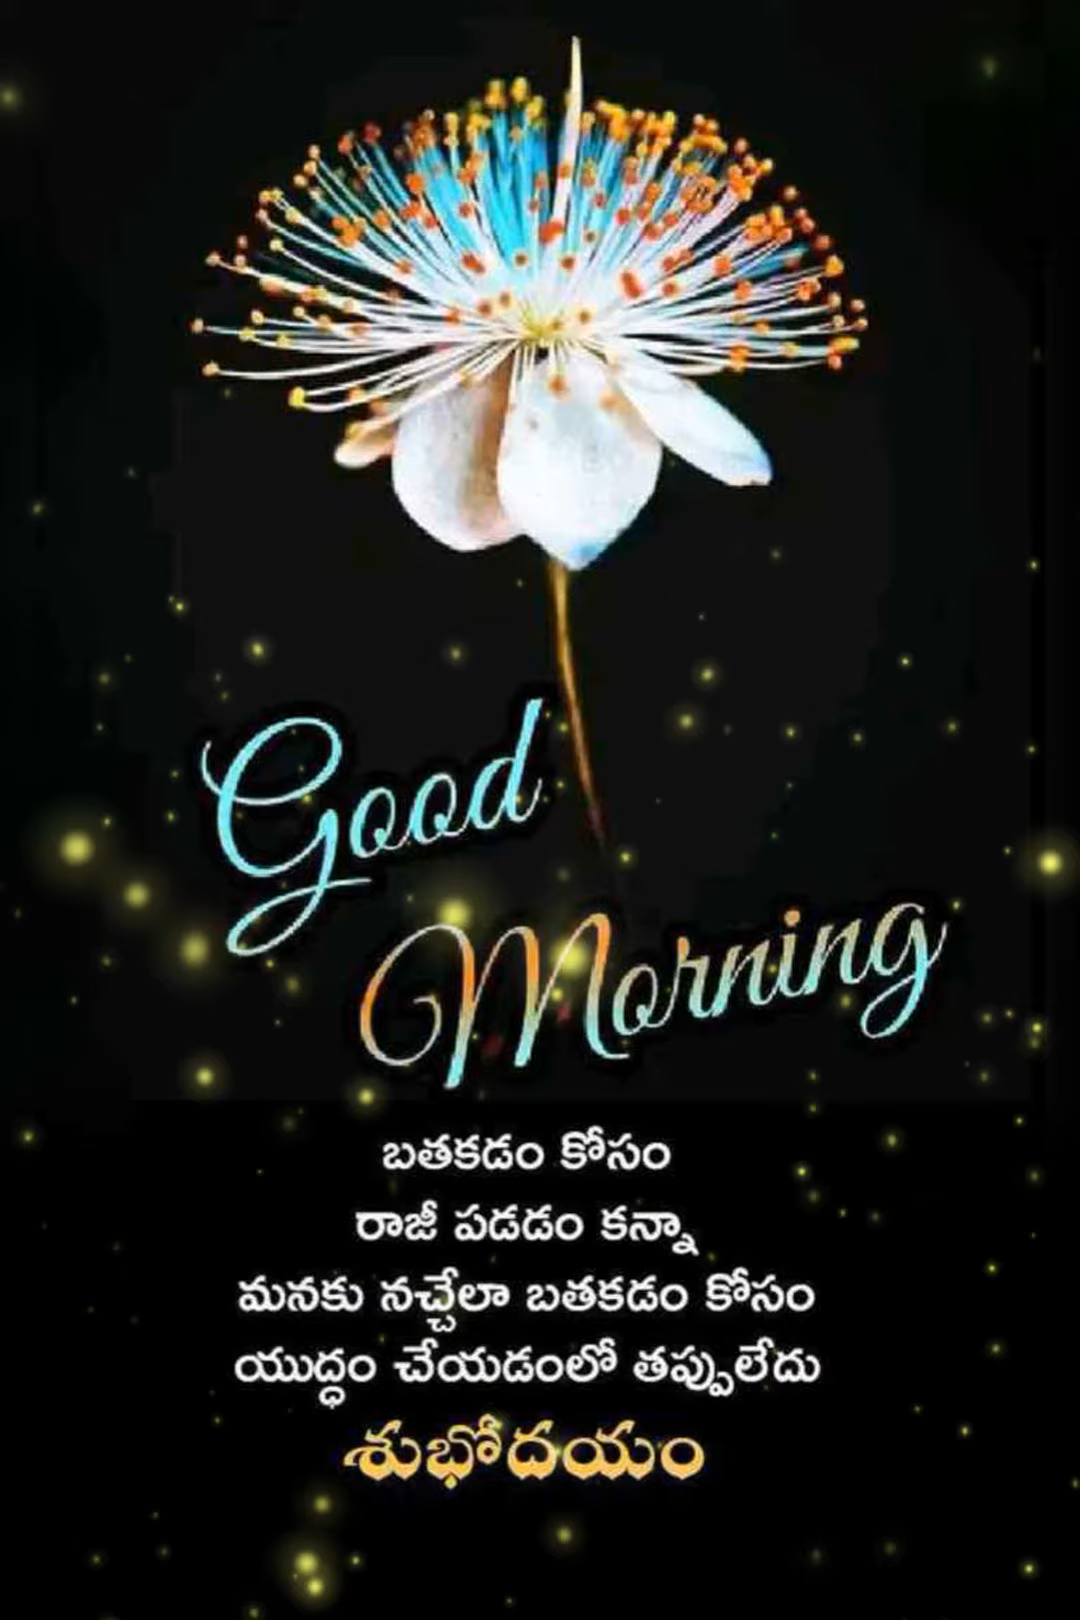 Good
Morning
బతకడం కోసం
రాజీ పడడం కన్నా
మనకు నచ్చేలా బతకడం కోసం
యుద్ధం చేయడంలో తప్పులేదు
శుభోదయం